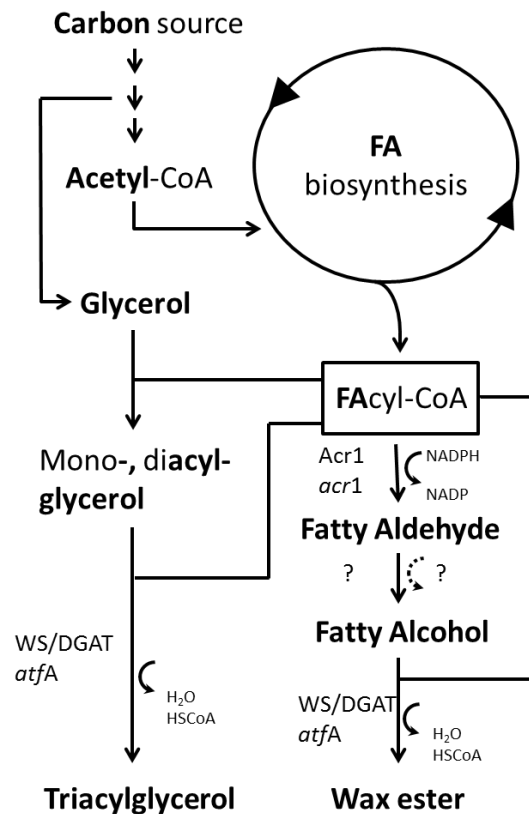 Carbon source
FA
biosynthesis
Acetyl-CoA
Glycerol
FAcyl-CoA
Mono-, diacyl-
glycerol
Acr1
acr1
NADPH
NADP
Fatty Aldehyde
?
?
Fatty Alcohol
WS/DGAT
atfA
H₂O
HSCoA
WS/DGAT
atfA
H₂O
HSCoA
Triacylglycerol
Wax ester